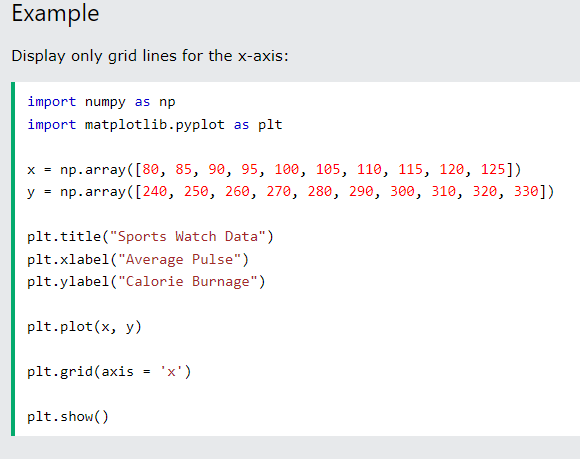 Example
Display only grid lines for the x-axis:
import numpy as np
import matplotlib.pyplot as plt
x = np.array([80, 85, 90, 95, 100, 105, 110, 115, 120, 125])
y = np.array([240, 250, 260, 270, 280, 290, 300, 310, 320, 330])
plt.title("Sports Watch Data")
plt.xlabel("Average Pulse")
plt.ylabel("Calorie Burnage")
plt.plot(x, y)
plt.grid(axis = 'x')
plt.show()